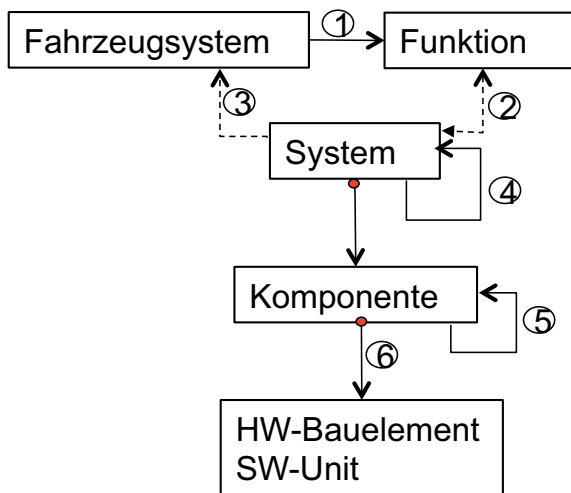 Fahrzeugsystem
①
Funktion
③
②
System
④
Komponente
⑤
⑥
HW-Bauelement
SW-Unit